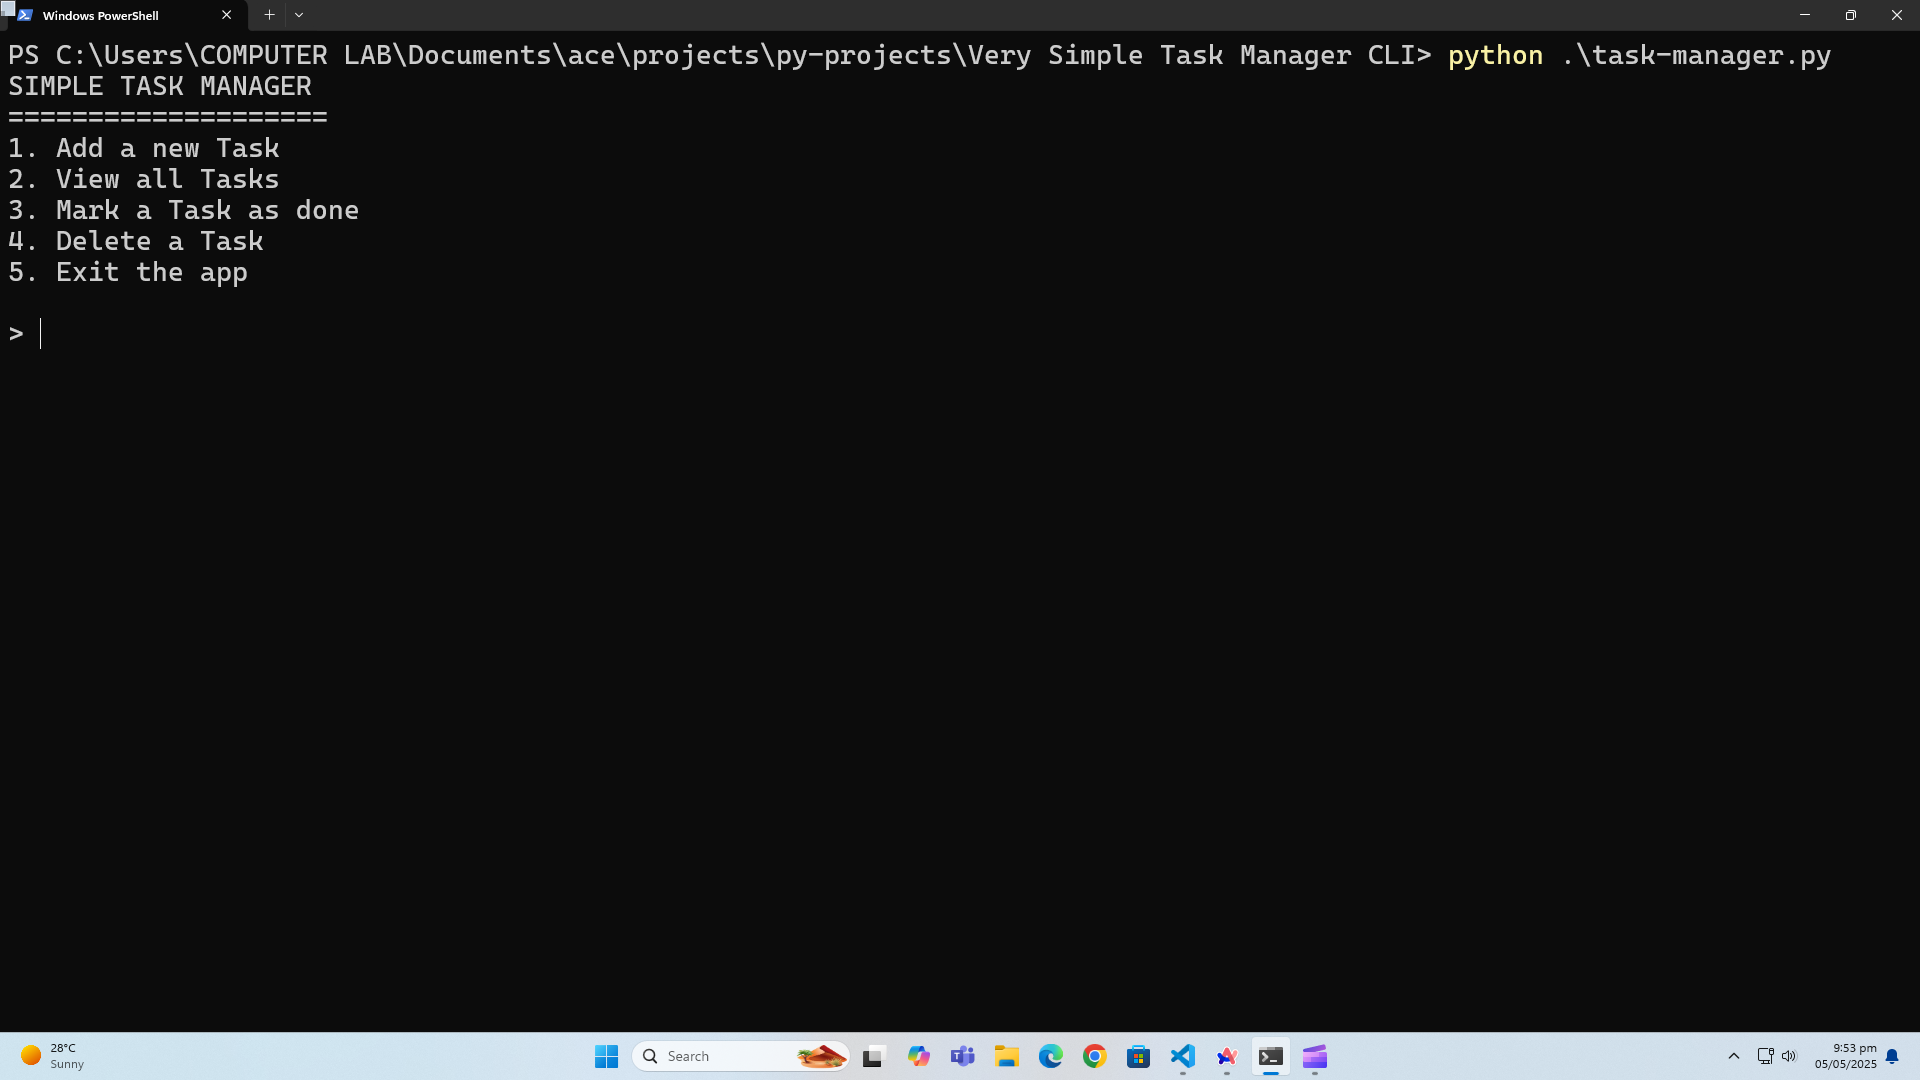 Windows PowerShell
PS C:\Users\COMPUTER LAB\Documents\ace\projects\py-projects\Very Simple Task Manager CLI> python .\task-manager.py
SIMPLE TASK MANAGER
====================
1. Add a new Task
2. View all Tasks
3. Mark a Task as done
4. Delete a Task
5. Exit the app
>
28°C
Sunny
Search
9:53 pm
05/05/2025